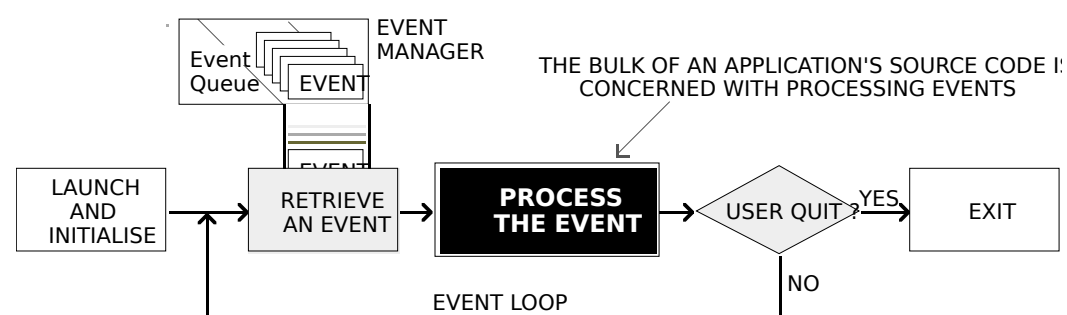 EVENT
MANAGER
Event
Queue
EVENT
EVENT
THE BULK OF AN APPLICATION'S SOURCE CODE IS
CONCERNED WITH PROCESSING EVENTS
LAUNCH
AND
INITIALISE
RETRIEVE
AN EVENT
PROCESS
THE EVENT
USER QUIT ?
YES
EXIT
NO
EVENT LOOP